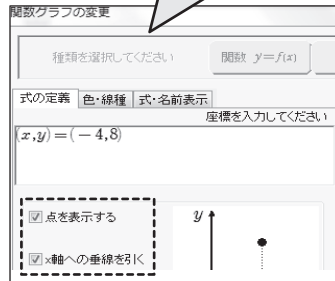 関数グラフの変更
種類を選択してください 関数 y=f(x)
式の定義 色・線種 式・名前表示
座標を入力してください
(x,y)=(-4,8)
点を表示する
x軸への垂線を引く
y